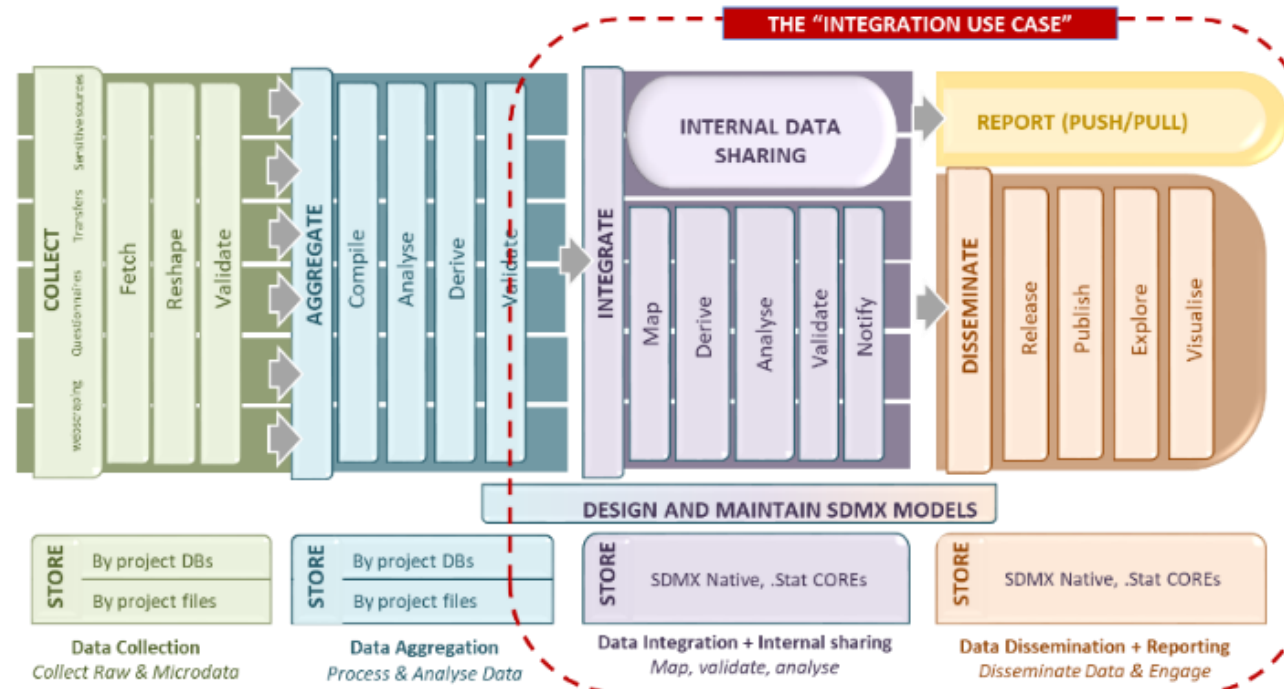 THE “INTEGRATION USE CASE”
COLLECT
webscraping
Questionnaires
Transfers
Sensitive sources
Fetch
Reshape
Validate
AGGREGATE
Compile
Analyse
Derive
Validate
INTEGRATE
INTERNAL DATA
SHARING
Map
Derive
Analyse
Validate
Notify
REPORT (PUSH/PULL)
DISSEMINATE
Release
Publish
Explore
Visualise
DESIGN AND MAINTAIN SDMX MODELS
STORE
By project DBs
By project files
STORE
By project DBs
By project files
STORE
SDMX Native, .Stat COREs
STORE
SDMX Native, .Stat COREs
Data Collection
Collect Raw & Microdata
Data Aggregation
Process & Analyse Data
Data Integration + Internal sharing
Map, validate, analyse
Data Dissemination + Reporting
Disseminate Data & Engage